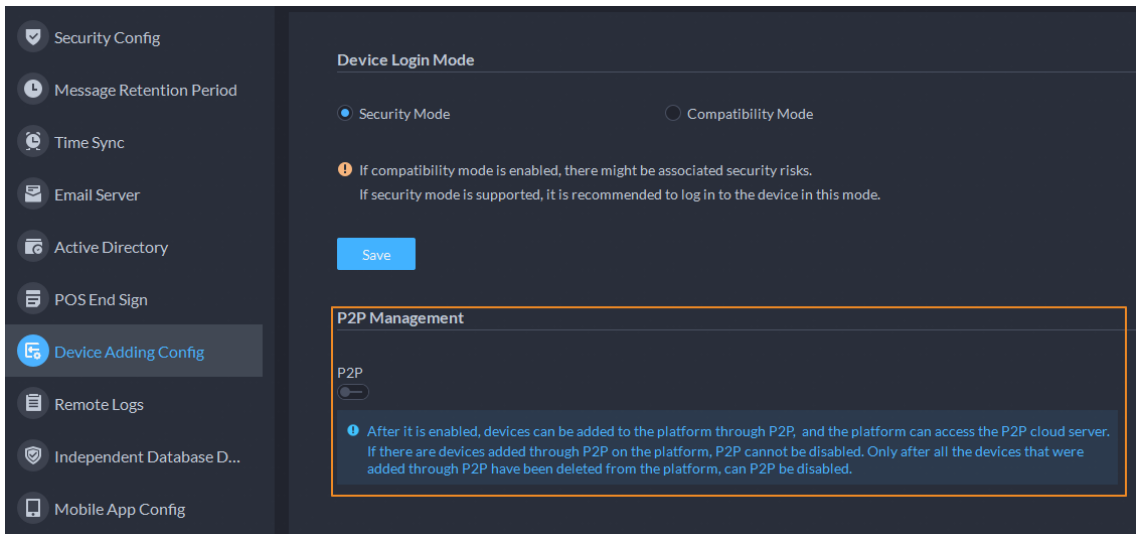 Security Config
Message Retention Period
Time Sync
Email Server
Active Directory
POS End Sign
Device Adding Config
Remote Logs
Independent Database D...
Mobile App Config
Device Login Mode
Security Mode
Compatibility Mode
If compatibility mode is enabled, there might be associated security risks.
If security mode is supported, it is recommended to log in to the device in this mode.
Save
P2P Management
P2P
After it is enabled, devices can be added to the platform through P2P, and the platform can access the P2P cloud server.
If there are devices added through P2P on the platform, P2P cannot be disabled. Only after all the devices that were
added through P2P have been deleted from the platform, can P2P be disabled.